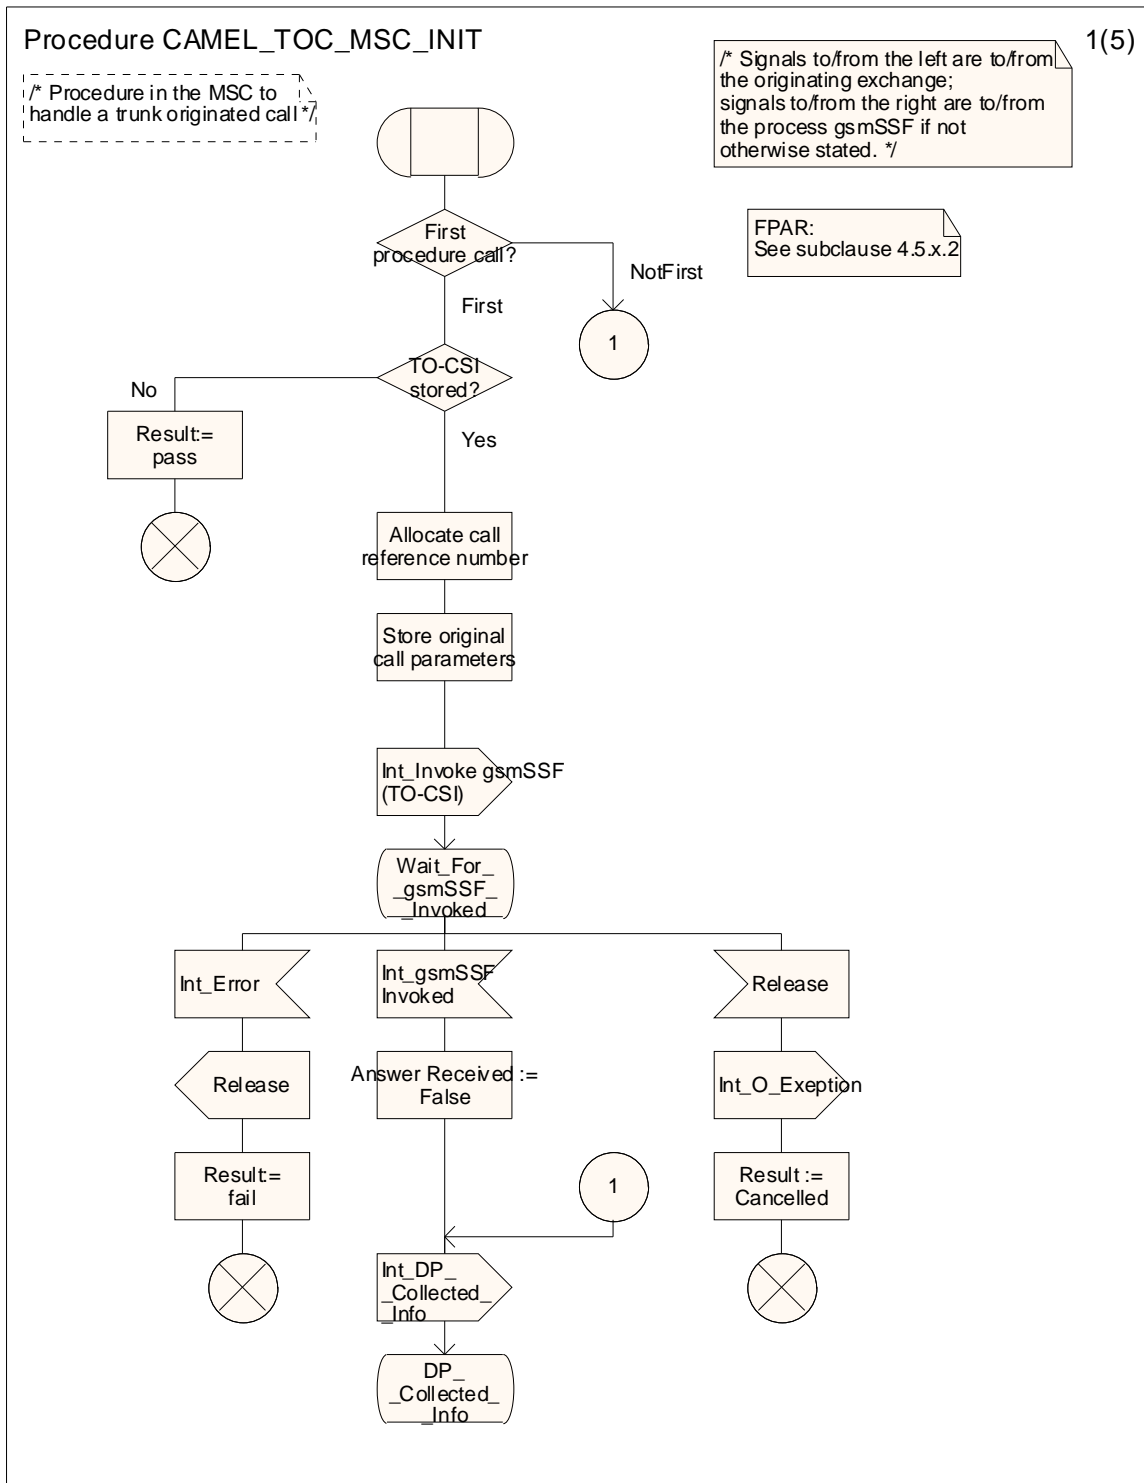 Procedure CAMEL_TOC_MSC_INIT
1(5)
/* Procedure in the MSC to
handle a trunk originated call */
/* Signals to/from the left are to/from
the originating exchange;
signals to/from the right are to/from
the process gsmSSF if not
otherwise stated. */
First
procedure call?
FPAR:
See subclause 4.5.x.2
NotFirst
First
1
TO-CSI
stored?
No
Yes
Result:=
pass
Allocate call
reference number
Store original
call parameters
Int_Invoke gsmSSF
(TO-CSI)
Wait_For_
_gsmSSF_
_Invoked
Int_Error
Int_gsmSSF
Invoked
Release
Release
Answer Received :=
False
Int_O_Exeption
Result:=
fail
1
Result :=
Cancelled
Int_DP_
_Collected_
_Info
DP_
_Collected_
_Info